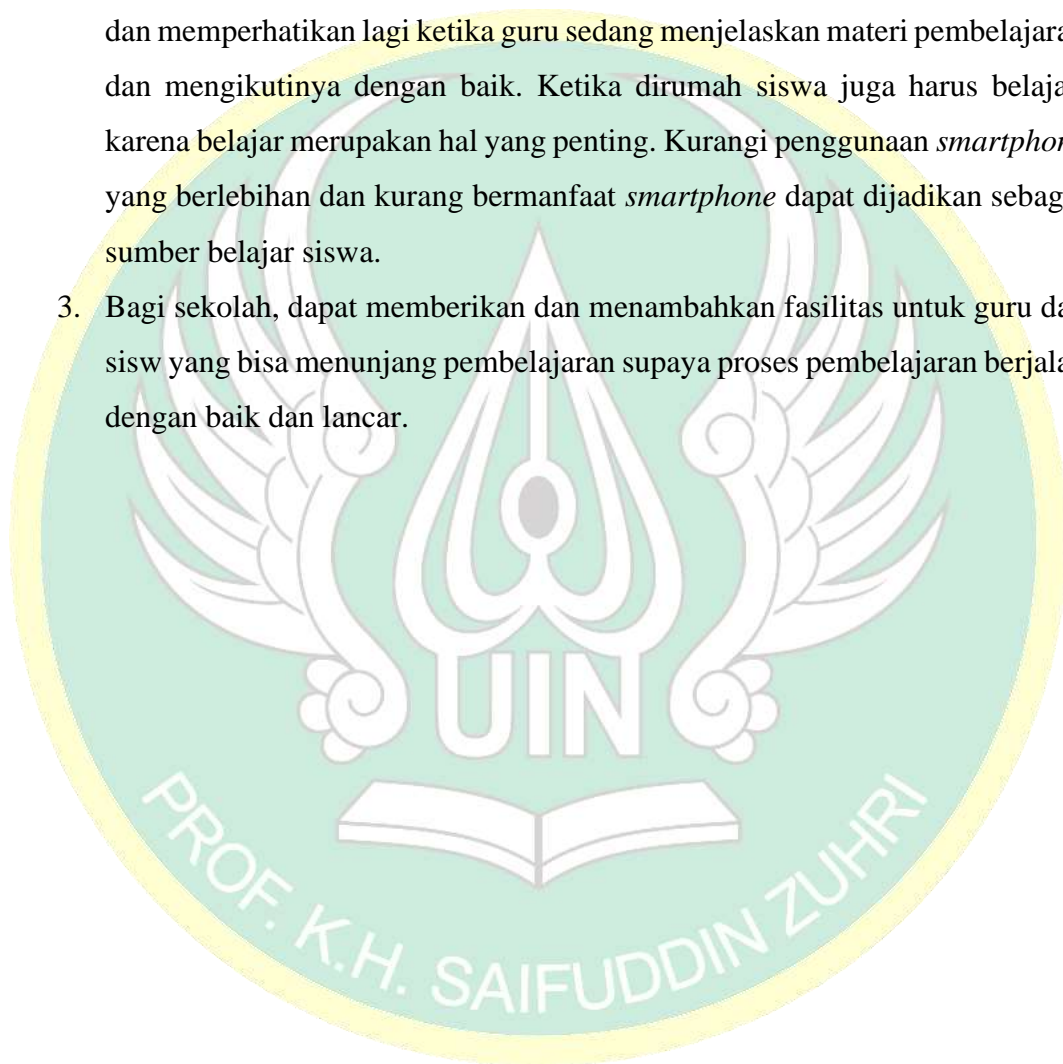 dan memperhatikan lagi ketika guru sedang menjelaskan materi pembelajara
dan mengikutinya dengan baik. Ketika dirumah siswa juga harus belaja
karena belajar merupakan hal yang penting. Kurangi penggunaan smartphon
yang berlebihan dan kurang bermanfaat smartphone dapat dijadikan sebag
sumber belajar siswa.
3. Bagi sekolah, dapat memberikan dan menambahkan fasilitas untuk guru da
sisw yang bisa menunjang pembelajaran supaya proses pembelajaran berjala
dengan baik dan lancar.
UIN
PROF. K.H. SAIFUDDIN ZUHRI